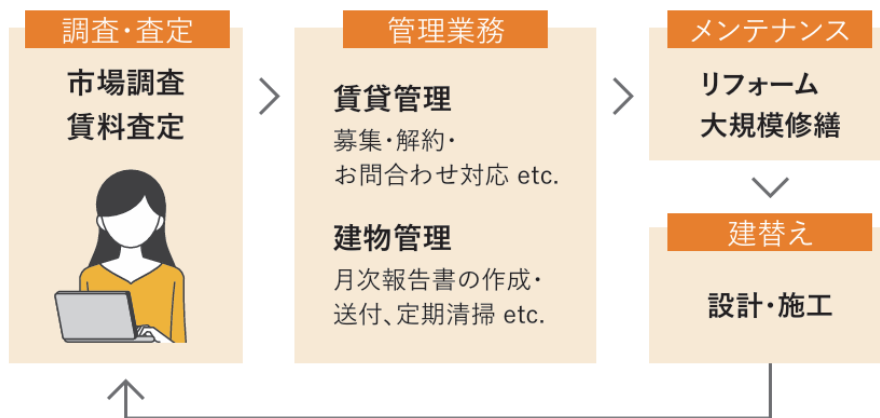 調査・査定
市場調査
賃料査定
管理業務
賃貸管理
募集・解約・
お問合わせ対応 etc.
建物管理
月次報告書の作成・
送付、定期清掃 etc.
メンテナンス
リフォーム
大規模修繕
建替え
設計・施工